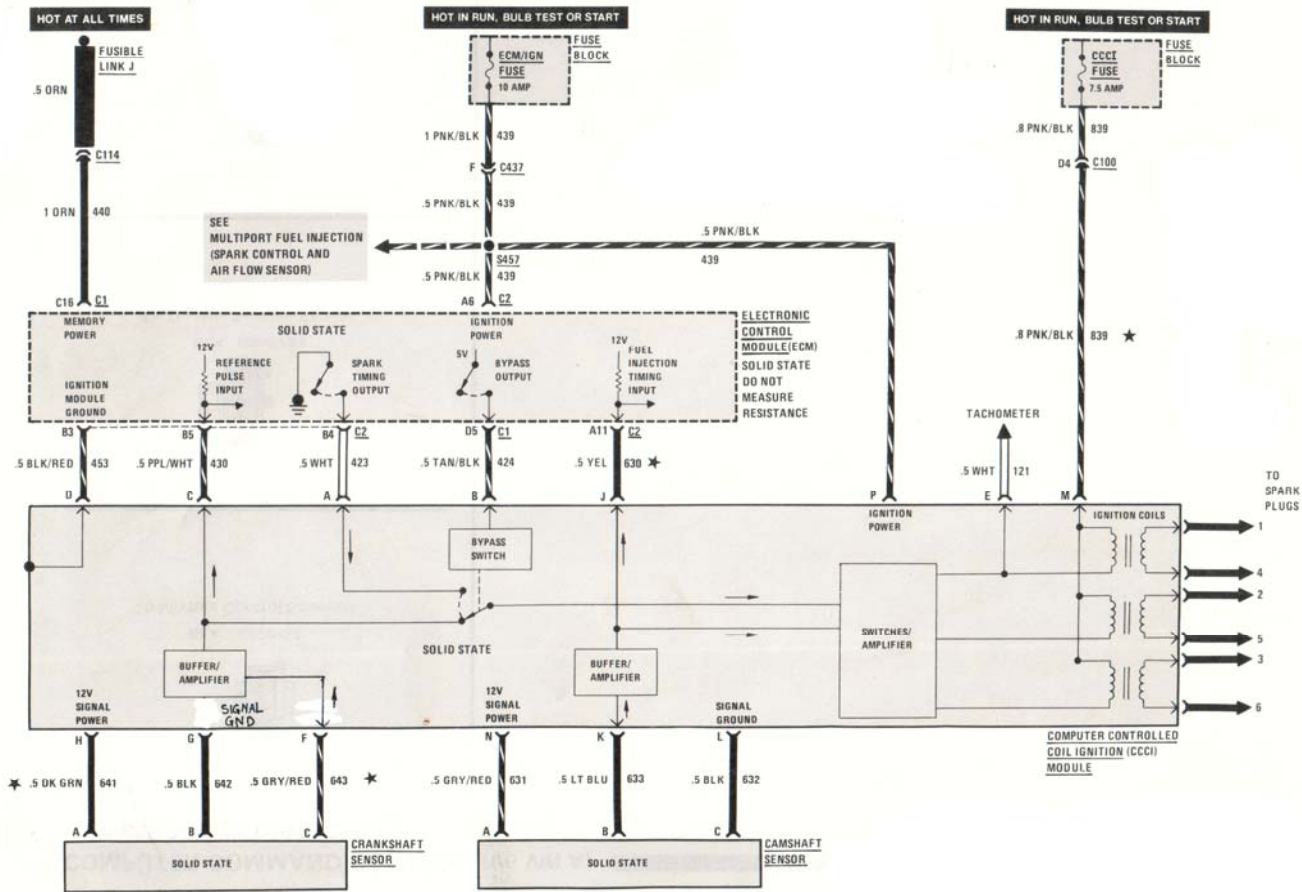 HOT AT ALL TIMES
HOT IN RUN, BULB TEST OR START
HOT IN RUN, BULB TEST OR START
FUSIBLE
LINK J
.5 ORN
C114
1 ORN 440
ECM/IGN
FUSE
10 AMP
FUSE
BLOCK
1 PNK/BLK 439
F C437
.5 PNK/BLK 439
CCCI
FUSE
7.5 AMP
FUSE
BLOCK
.8 PNK/BLK 839
D4 C100
SEE
MULTIPORT FUEL INJECTION
(SPARK CONTROL AND
AIR FLOW SENSOR)
.5 PNK/BLK
439
S457
.5 PNK/BLK 439
C16 C1
A6 C2
MEMORY
POWER
SOLID STATE
IGNITION
POWER
IGNITION
MODULE
GROUND
12V
REFERENCE
PULSE
INPUT
SPARK
TIMING
OUTPUT
5V
BYPASS
OUTPUT
12V
FUEL
INJECTION
TIMING
INPUT
ELECTRONIC
CONTROL
MODULE(ECM)
SOLID STATE
DO NOT
MEASURE
RESISTANCE
.8 PNK/BLK 839 ★
B3 B5 B4 C2 D5 C1 A11 C2
TACHOMETER
.5 BLK/RED 453
.5 PPL/WHT 430
.5 WHT 423
.5 TAN/BLK 424
.5 YEL 630 ★
.5 WHT 121
D C A B J P E M
IGNITION
POWER
IGNITION COILS
TO
SPARK
PLUGS
1
4
2
5
3
6
BYPASS
SWITCH
SOLID STATE
SWITCHES/
AMPLIFIER
BUFFER/
AMPLIFIER
BUFFER/
AMPLIFIER
12V
SIGNAL
POWER
SIGNAL
GND
12V
SIGNAL
POWER
SIGNAL
GROUND
H G F N K L
COMPUTER CONTROLLED
COIL IGNITION (CCCI)
MODULE
★ .5 DK GRN 641
.5 BLK 642
.5 GRY/RED 643 ★
.5 GRY/RED 631
.5 LT BLU 633
.5 BLK 632
A B C A B C
SOLID STATE
CRANKSHAFT
SENSOR
SOLID STATE
CAMSHAFT
SENSOR